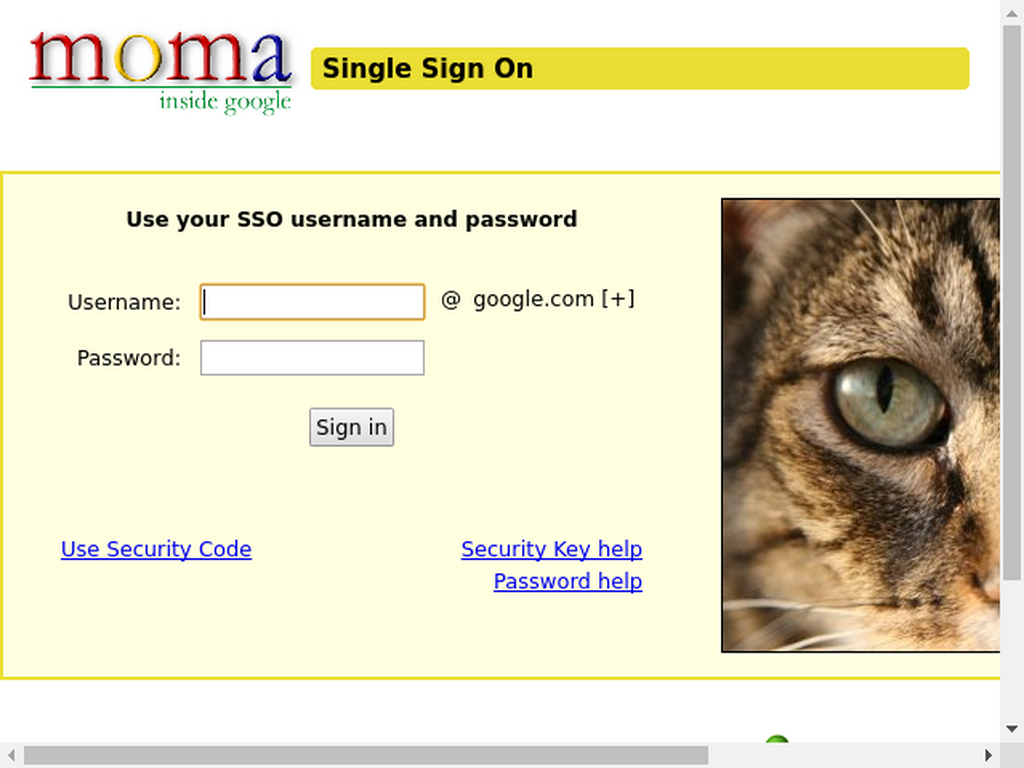 moma
inside google
Single Sign On
Use your SSO username and password
Username:
@ google.com [+]
Password:
Sign in
Use Security Code
Security Key help
Password help